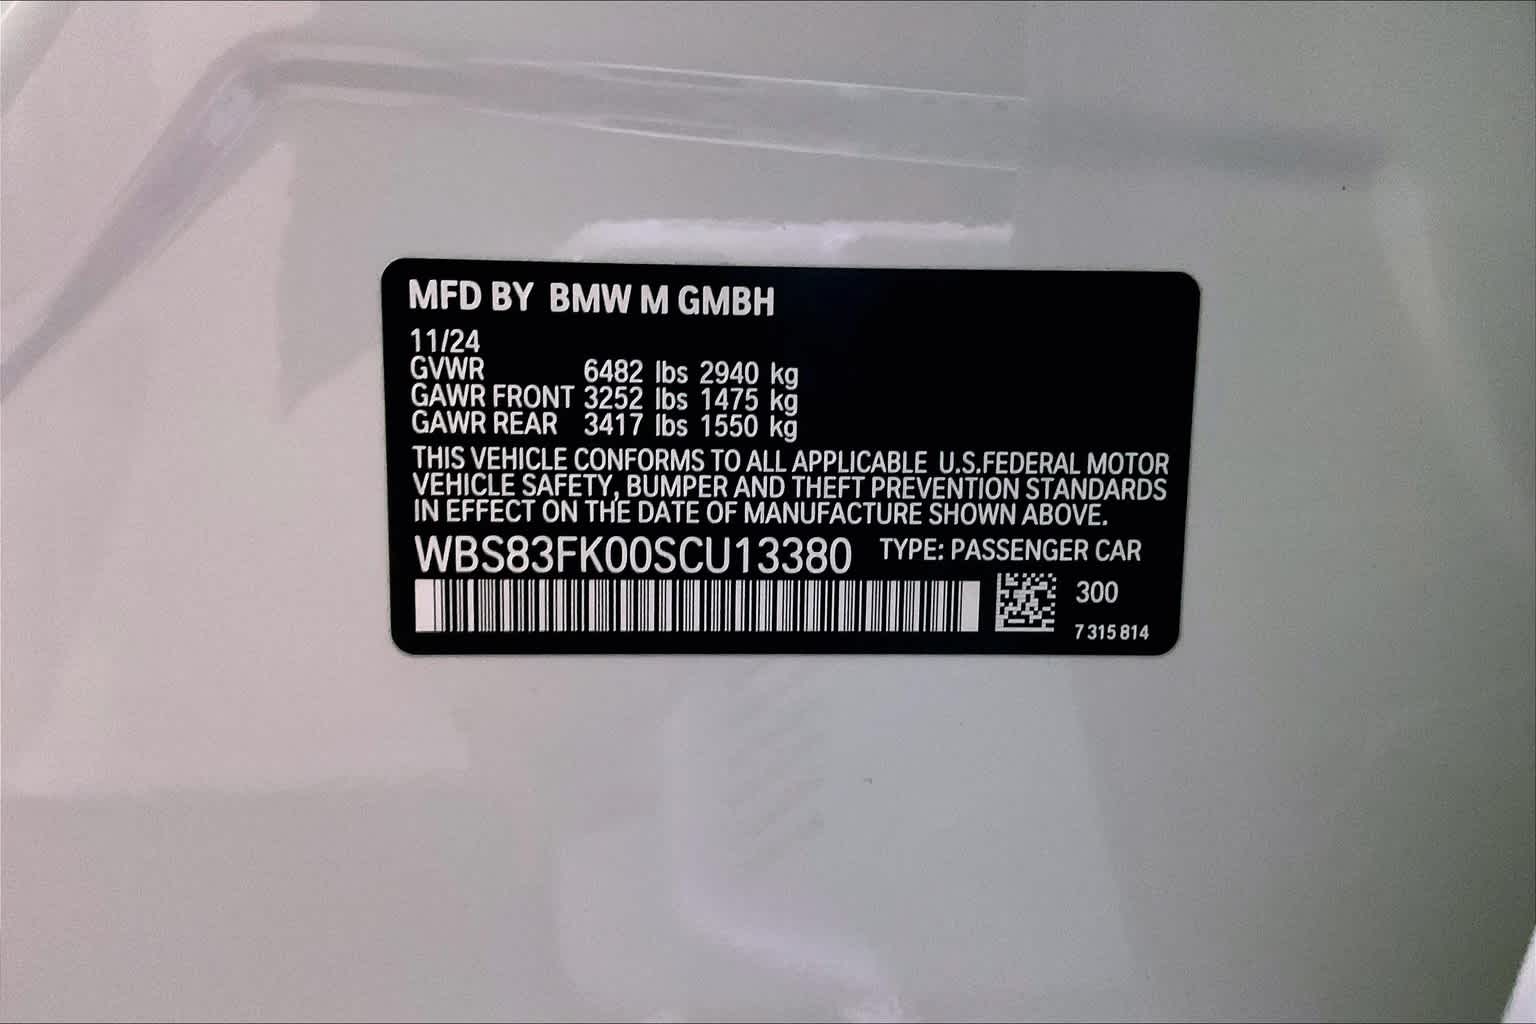 MFD BY BMW M GMBH
11/24
GVWR 6482 lbs 2940 kg
GAWR FRONT 3252 lbs 1475 kg
GAWR REAR 3417 lbs 1550 kg
THIS VEHICLE CONFORMS TO ALL APPLICABLE U.S.FEDERAL MOTOR
VEHICLE SAFETY, BUMPER AND THEFT PREVENTION STANDARDS
IN EFFECT ON THE DATE OF MANUFACTURE SHOWN ABOVE.
WBS83FK00SCU13380 TYPE: PASSENGER CAR
300
7 315 814